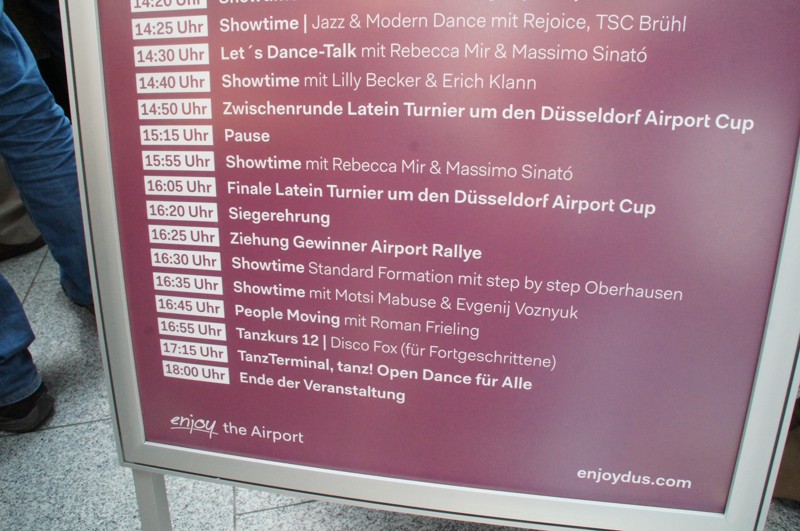 14:20 Uhr Showtime
14:25 Uhr Showtime | Jazz & Modern Dance mit Rejoice, TSC Brühl
14:30 Uhr Let´s Dance-Talk mit Rebecca Mir & Massimo Sinató
14:40 Uhr Showtime mit Lilly Becker & Erich Klann
14:50 Uhr Zwischenrunde Latein Turnier um den Düsseldorf Airport Cup
15:15 Uhr Pause
15:55 Uhr Showtime mit Rebecca Mir & Massimo Sinató
16:05 Uhr Finale Latein Turnier um den Düsseldorf Airport Cup
16:20 Uhr Siegerehrung
16:25 Uhr Ziehung Gewinner Airport Rallye
16:30 Uhr Showtime Standard Formation mit step by step Oberhausen
16:35 Uhr Showtime mit Motsi Mabuse & Evgenij Voznyuk
16:45 Uhr People Moving mit Roman Frieling
16:55 Uhr Tanzkurs 12 | Disco Fox (für Fortgeschrittene)
17:15 Uhr TanzTerminal, tanz! Open Dance für Alle
18:00 Uhr Ende der Veranstaltung
enjoy the Airport
enjoydus.com